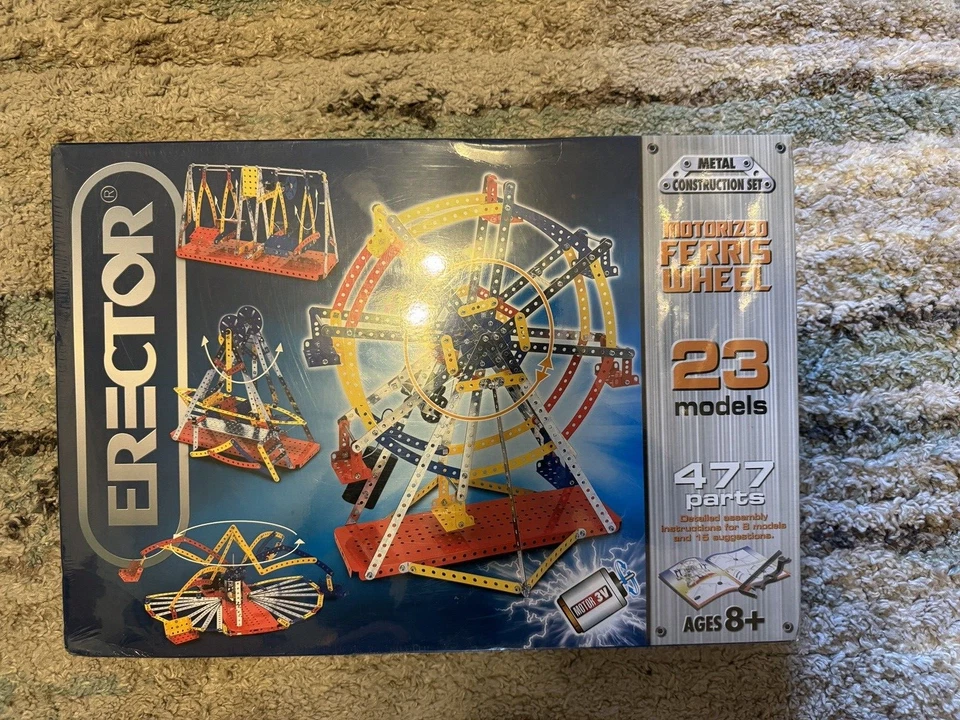 ERECTOR®
METAL
CONSTRUCTION SET
MOTORIZED
FERRIS
WHEEL
23
models
477
parts
Detailed assembly
instructions for 8 models
and 15 suggestions.
MOTOR 3V
AGES 8+